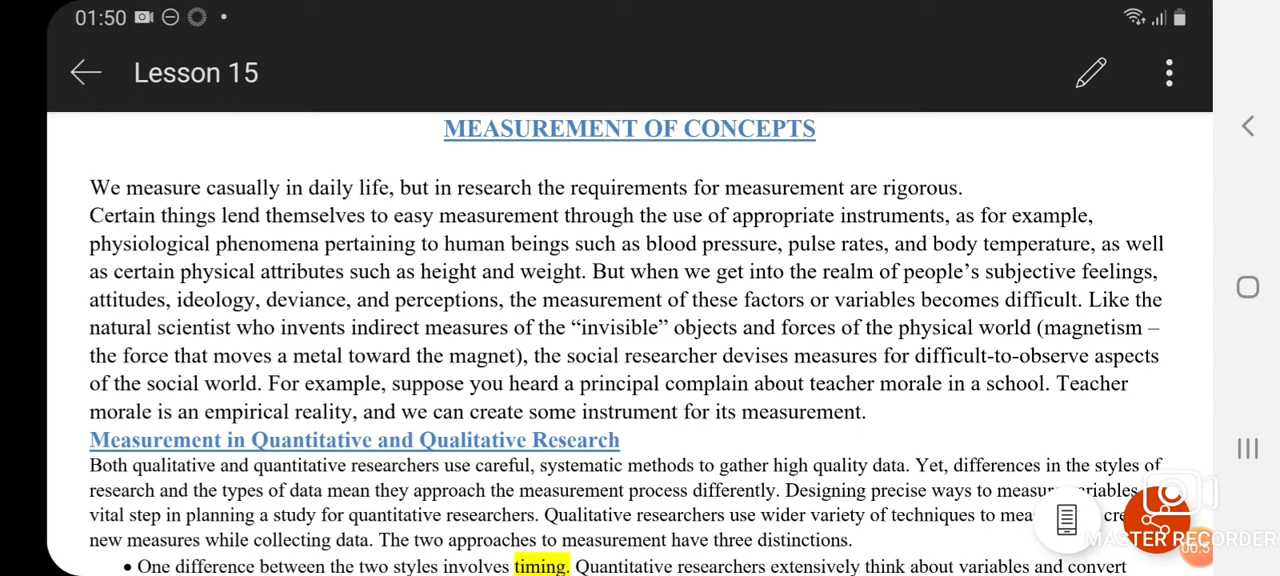 01:50
Lesson 15
MEASUREMENT OF CONCEPTS
We measure casually in daily life, but in research the requirements for measurement are rigorous.
Certain things lend themselves to easy measurement through the use of appropriate instruments, as for example,
physiological phenomena pertaining to human beings such as blood pressure, pulse rates, and body temperature, as well
as certain physical attributes such as height and weight. But when we get into the realm of people's subjective feelings,
attitudes, ideology, deviance, and perceptions, the measurement of these factors or variables becomes difficult. Like the
natural scientist who invents indirect measures of the “invisible” objects and forces of the physical world (magnetism –
the force that moves a metal toward the magnet), the social researcher devises measures for difficult-to-observe aspects
of the social world. For example, suppose you heard a principal complain about teacher morale in a school. Teacher
morale is an empirical reality, and we can create some instrument for its measurement.
Measurement in Quantitative and Qualitative Research
Both qualitative and quantitative researchers use careful, systematic methods to gather high quality data. Yet, differences in the styles of
research and the types of data mean they approach the measurement process differently. Designing precise ways to measure variables
vital step in planning a study for quantitative researchers. Qualitative researchers use wider variety of techniques to
new measures while collecting data. The two approaches to measurement have three distinctions.
• One difference between the two styles involves timing. Quantitative researchers extensively think about variables and convert
MASTER RECORDER